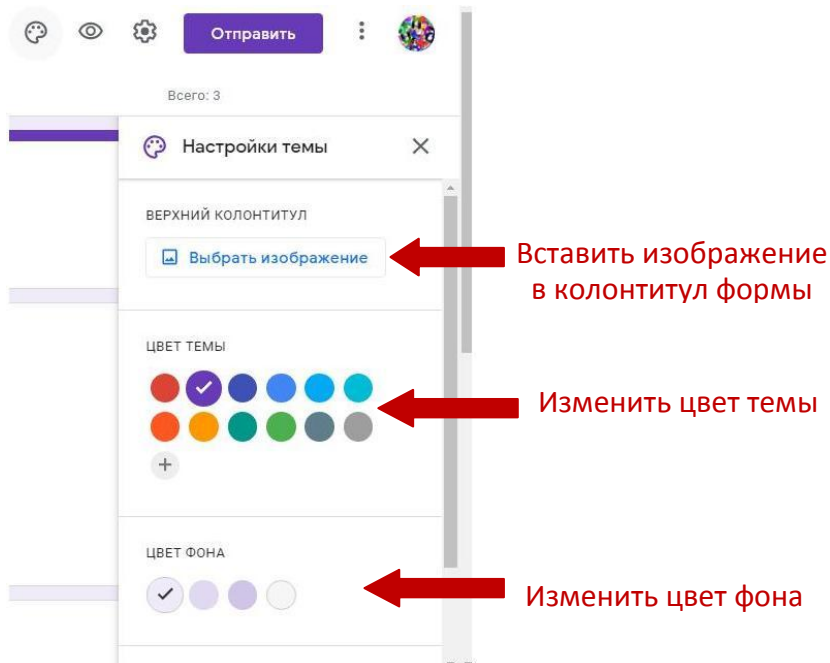 Отправить
Всего: 3
Настройки темы
ВЕРХНИЙ КОЛОНТИТУЛ
Выбрать изображение
Вставить изображение
в колонтитул формы
ЦВЕТ ТЕМЫ
Изменить цвет темы
ЦВЕТ ФОНА
Изменить цвет фона